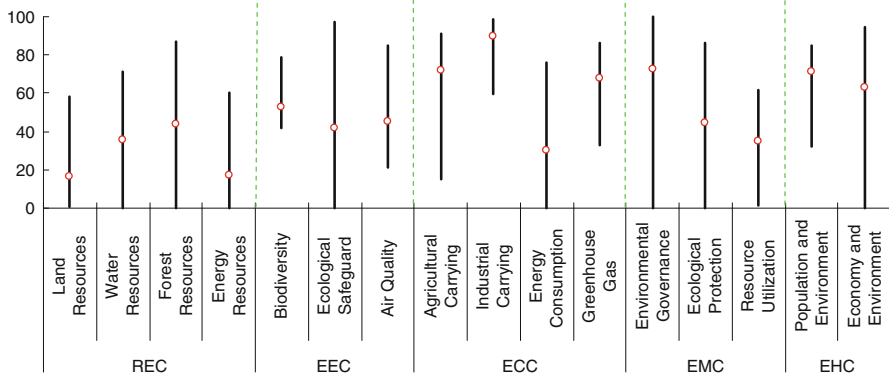 100
80
60
40
20
0
Land
Resources
Water
Resources
Forest
Resources
Energy
Resources
Biodiversity
Ecological
Safeguard
Air Quality
Agricultural
Carrying
Industrial
Carrying
Energy
Consumption
Greenhouse
Gas
Environmental
Governance
Ecological
Protection
Resource
Utilization
Population and
Environment
Economy and
Environment
REC
EEC
ECC
EMC
EHC